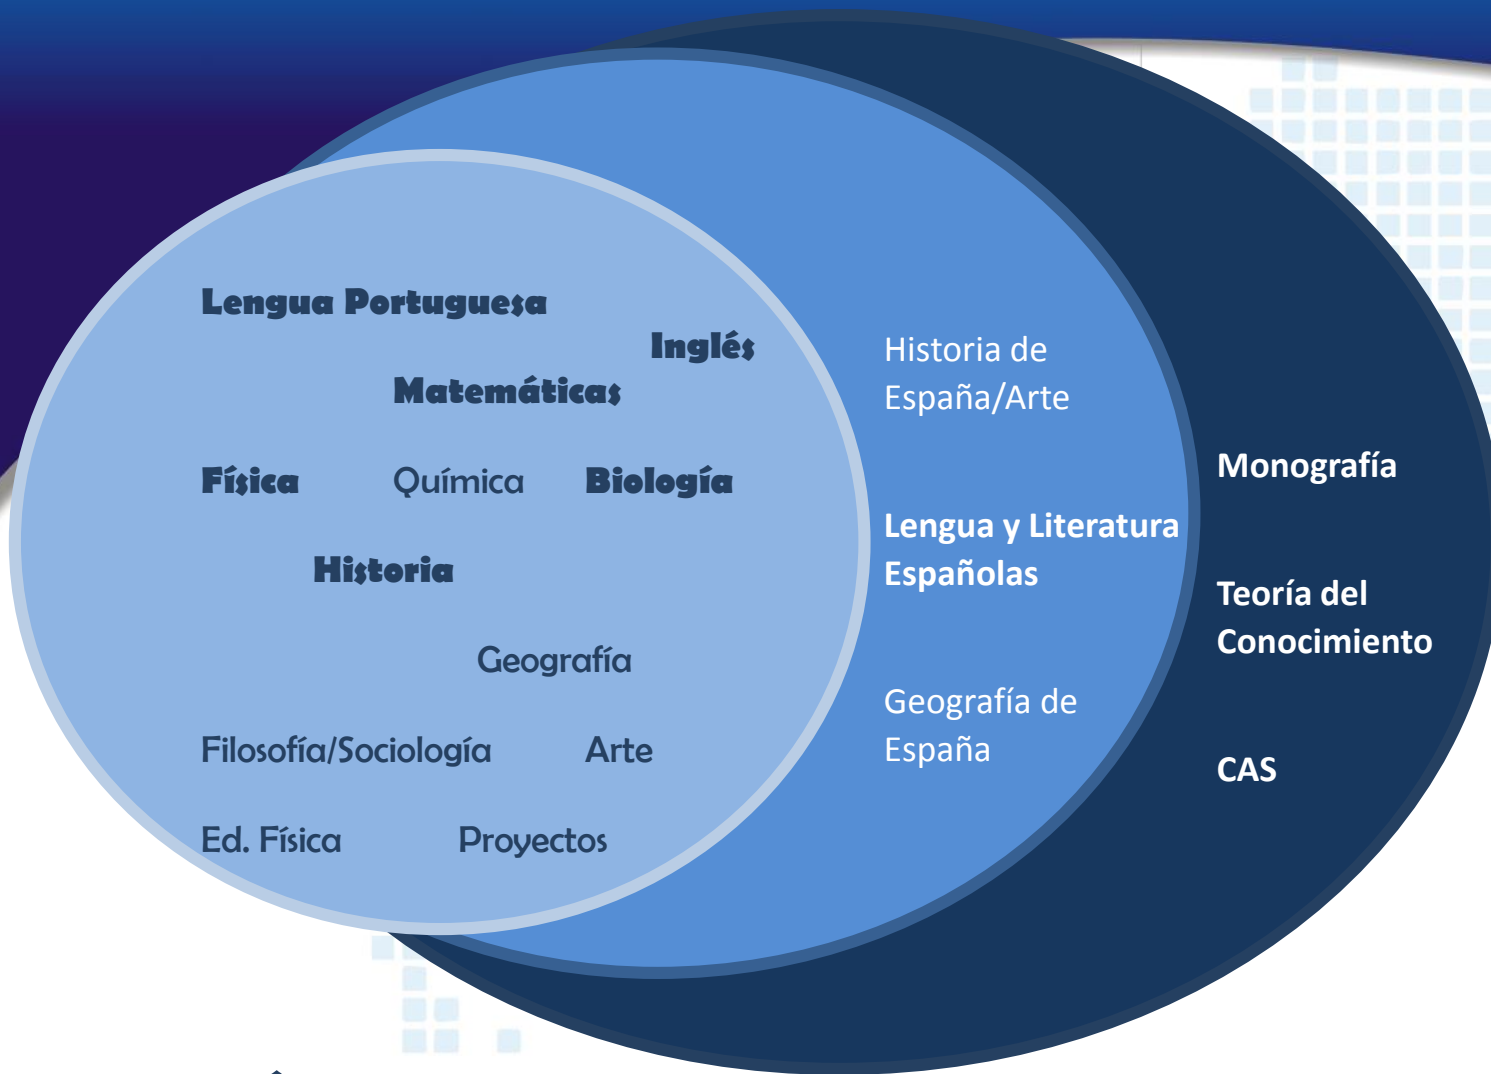 Lengua Portuguesa
Inglés
Matemáticas
Física Química Biología
Historia
Geografía
Filosofía/Sociología Arte
Ed. Física Proyectos
Historia de
España/Arte
Lengua y Literatura
Españolas
Geografía de
España
Monografía
Teoría del
Conocimiento
CAS